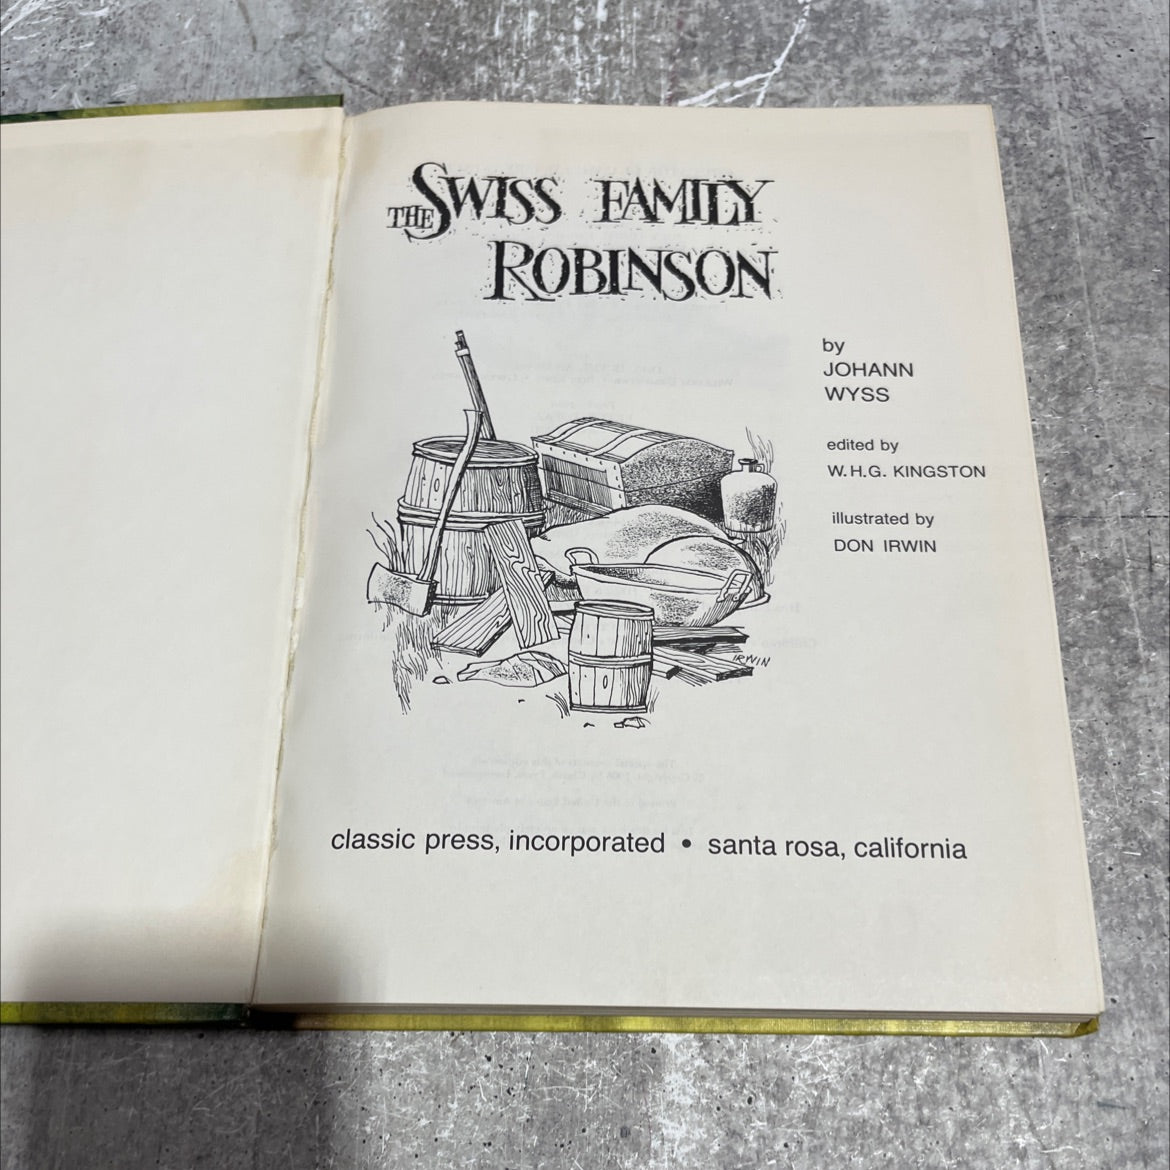 THE SWISS FAMILY
ROBINSON
by
JOHANN
WYSS
edited by
W.H.G. KINGSTON
illustrated by
DON IRWIN
IRWIN
classic press, incorporated • santa rosa, california